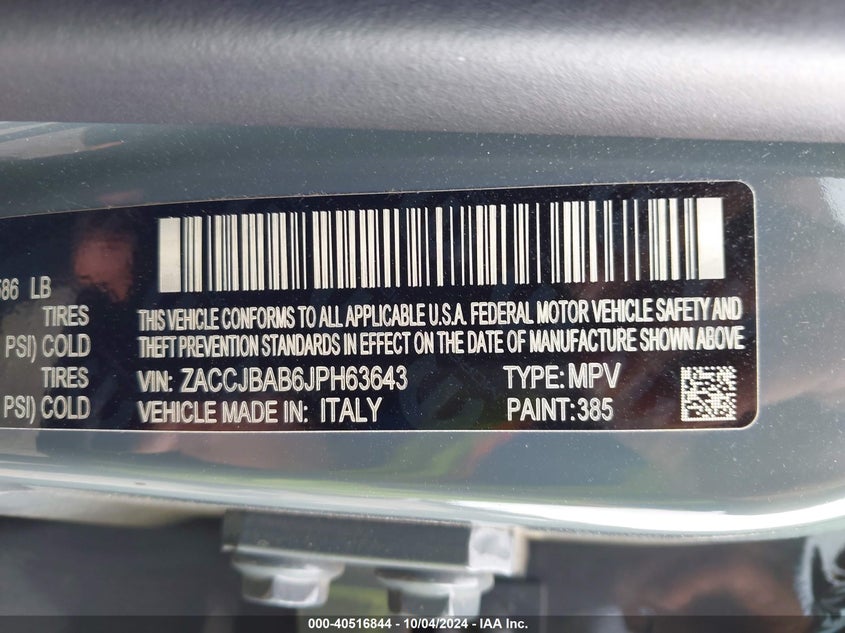 586 LB
TIRES
PSI) COLD
TIRES
PSI) COLD
THIS VEHICLE CONFORMS TO ALL APPLICABLE U.S.A. FEDERAL MOTOR VEHICLE SAFETY AND
THEFT PREVENTION STANDARDS IN EFFECT ON THE DATE OF MANUFACTURE SHOWN ABOVE
VIN: ZACCJBAB6JPH63643 TYPE: MPV
VEHICLE MADE IN: ITALY PAINT: 385
000-40516844 - 10/04/2024 - IAA Inc.